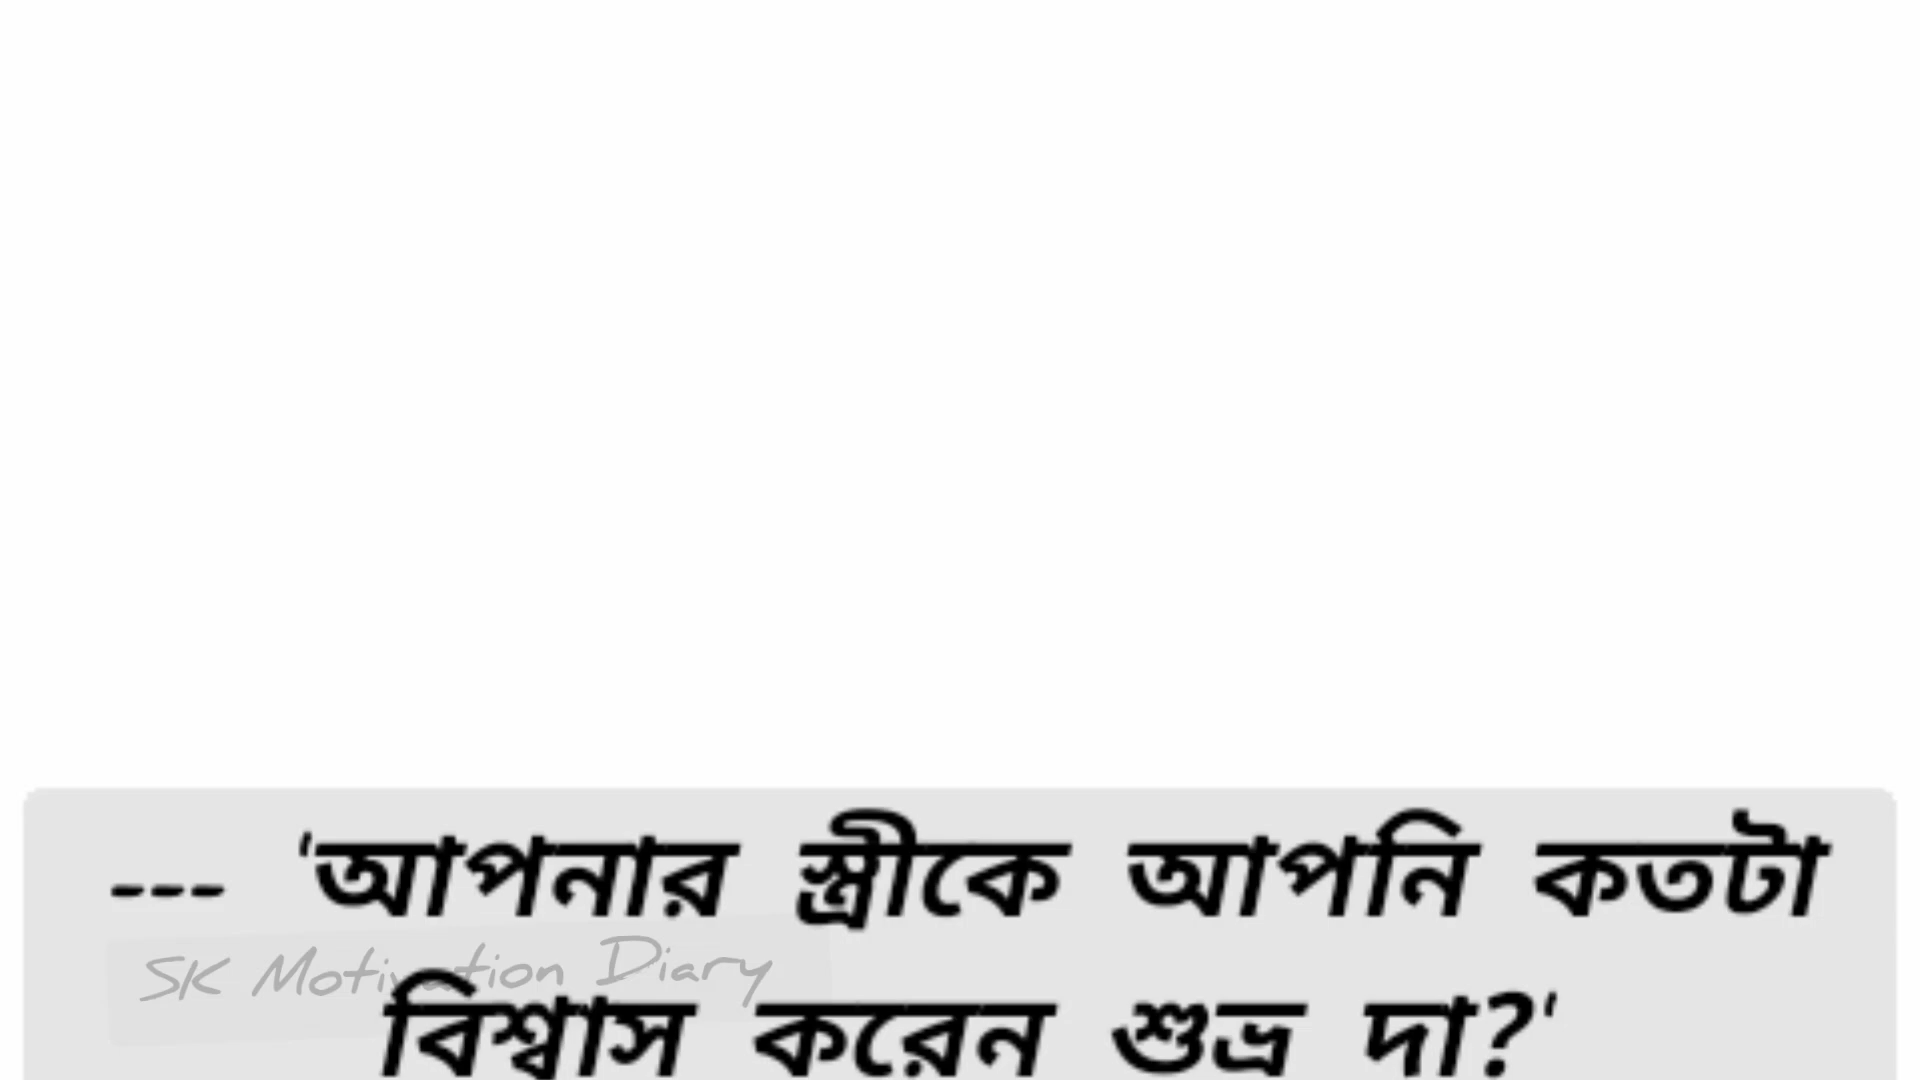 --- 'আপনার স্ত্রীকে আপনি কতটা
SK Motivation Diary
বিশ্বাস করেন শুভ্র দা?'